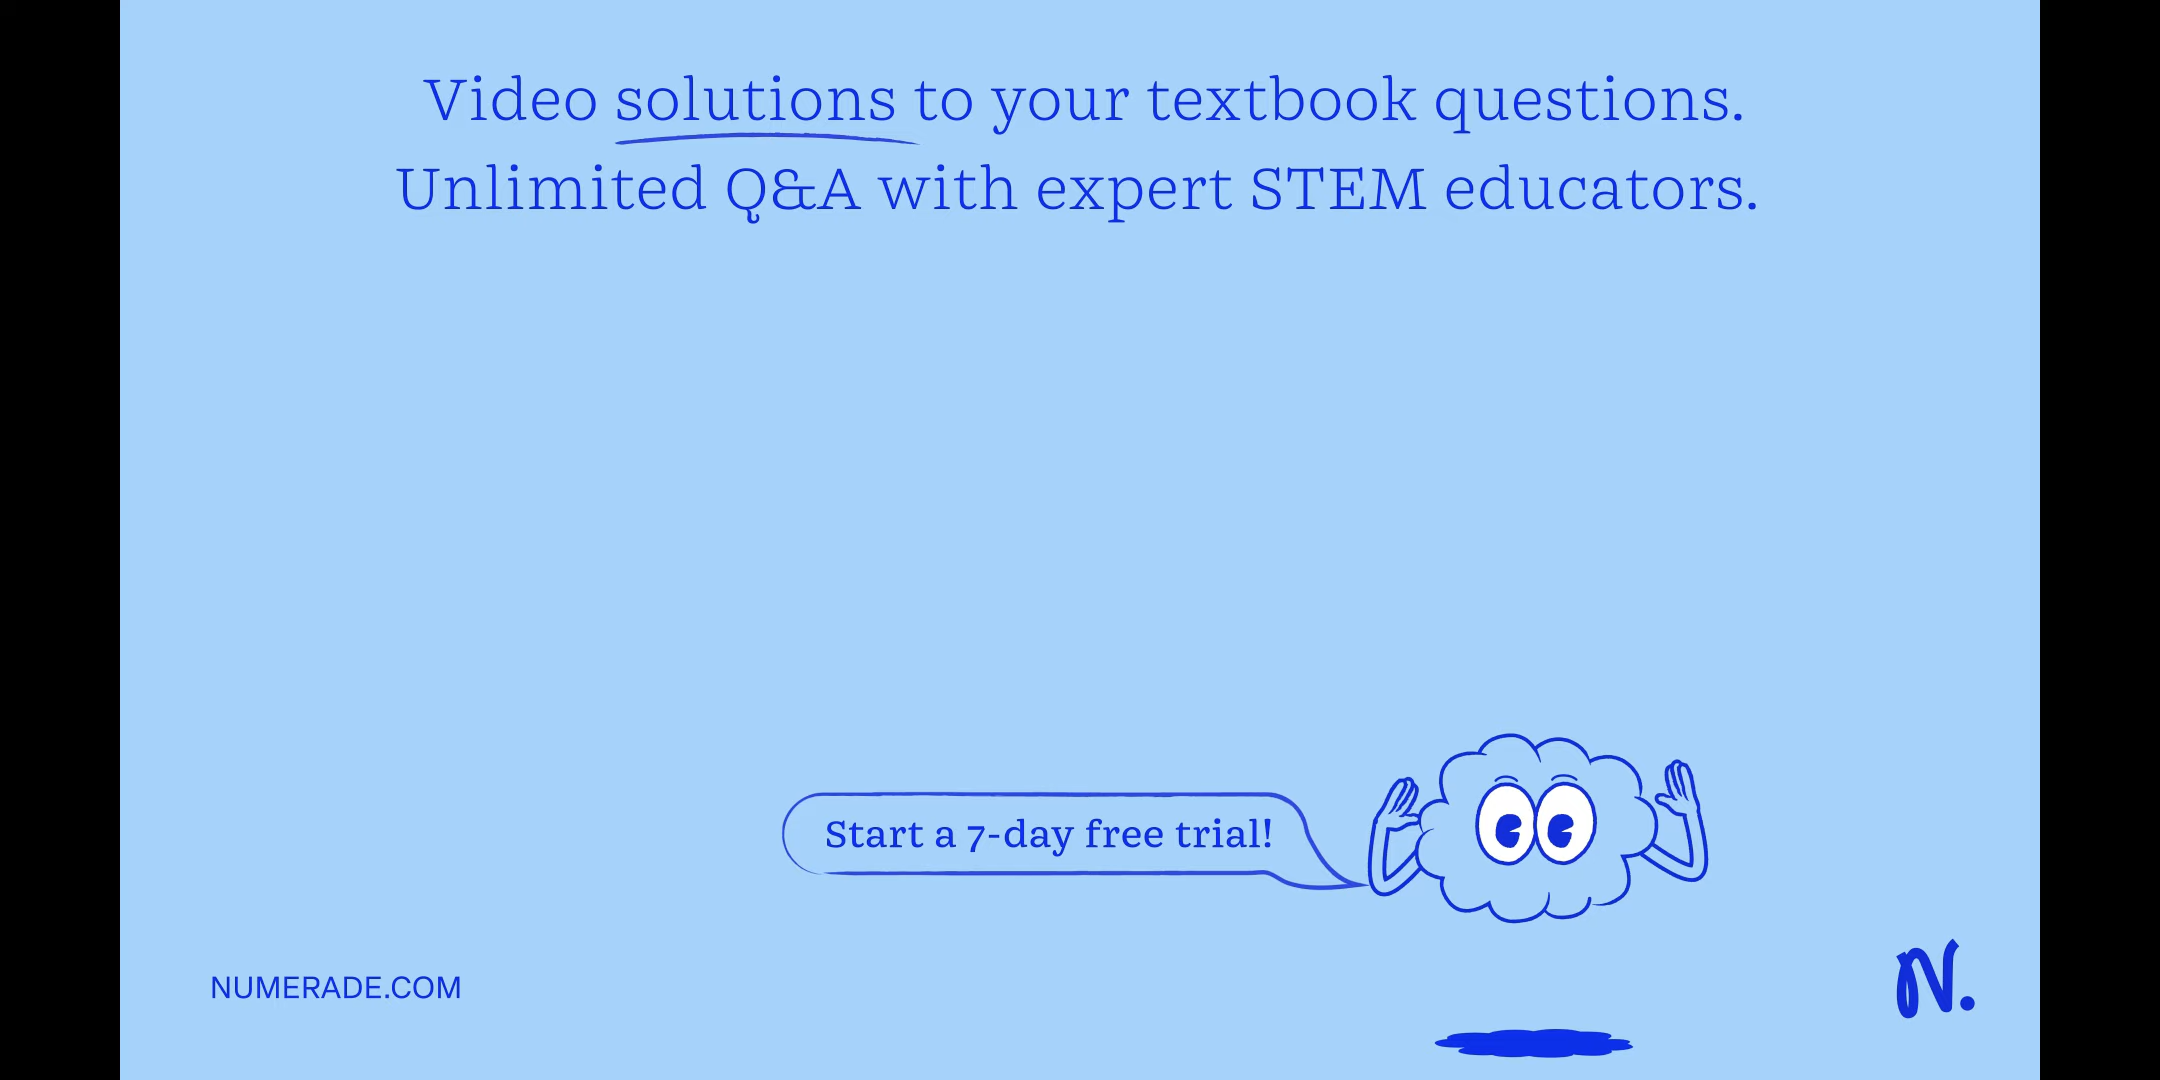 Video solutions to your textbook questions.
Unlimited Q&A with expert STEM educators.
Start a 7-day free trial!
NUMERADE.COM
N.